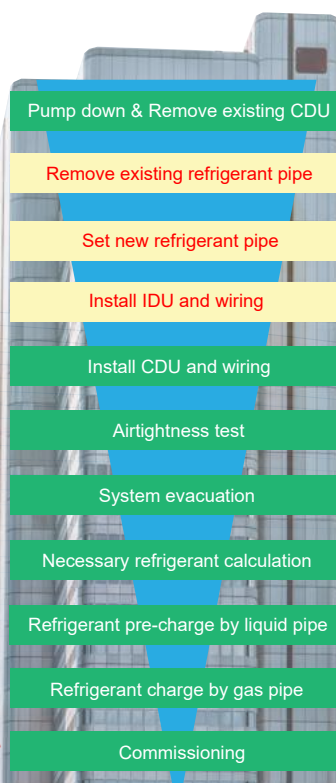 Pump down & Remove existing CDU
Remove existing refrigerant pipe
Set new refrigerant pipe
Install IDU and wiring
Install CDU and wiring
Airtightness test
System evacuation
Necessary refrigerant calculation
Refrigerant pre-charge by liquid pipe
Refrigerant charge by gas pipe
Commissioning